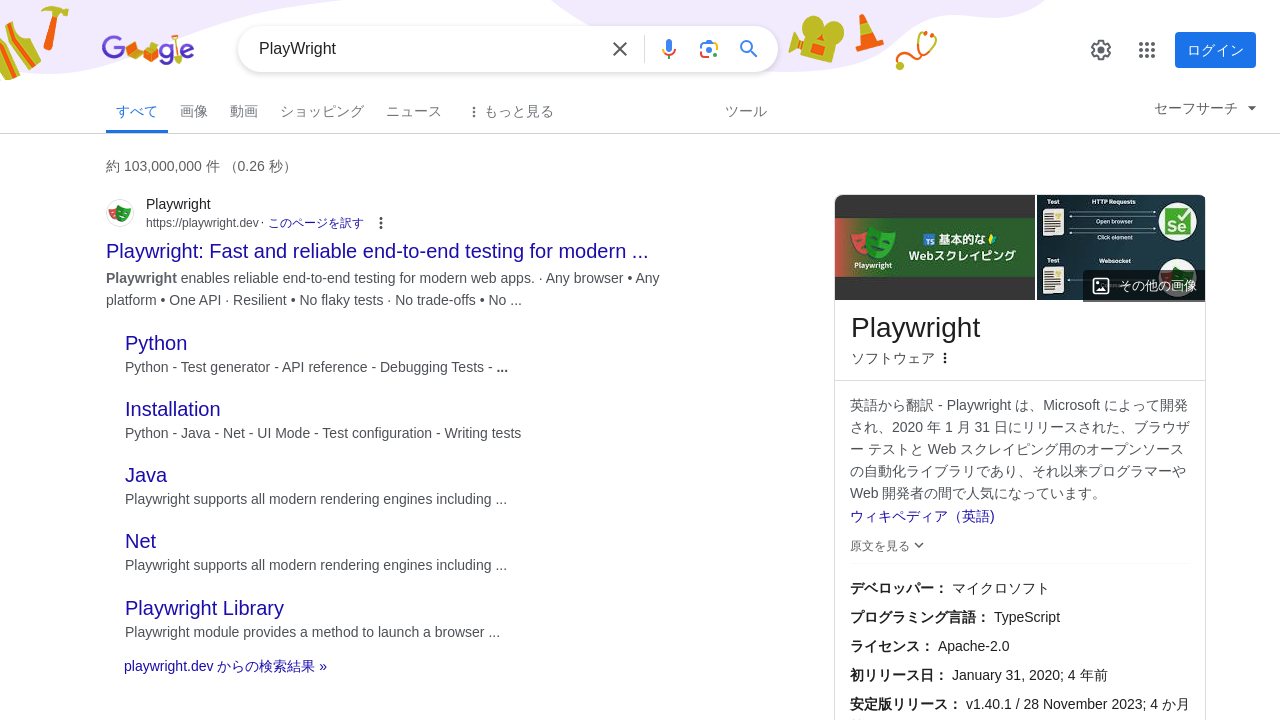 Google
PlayWright
ログイン
すべて
画像
動画
ショッピング
ニュース
もっと見る
ツール
セーフサーチ
約 103,000,000 件 （0.26 秒）
Playwright
https://playwright.dev · このページを訳す
Playwright: Fast and reliable end-to-end testing for modern ...
Playwright enables reliable end-to-end testing for modern web apps. · Any browser • Any
platform • One API · Resilient • No flaky tests · No trade-offs • No ...
Python
Python - Test generator - API reference - Debugging Tests - ...
Installation
Python - Java - Net - UI Mode - Test configuration - Writing tests
Java
Playwright supports all modern rendering engines including ...
Net
Playwright supports all modern rendering engines including ...
Playwright Library
Playwright module provides a method to launch a browser ...
playwright.dev からの検索結果 »
TS 基本的な
Webスクレイピング
Playwright
Test
HTTP Requests
Open browser
Click element
Se
Test
Websocket
その他の画像
Playwright
ソフトウェア
英語から翻訳 - Playwright は、Microsoft によって開発
され、2020 年 1 月 31 日にリリースされた、ブラウザ
ー テストと Web スクレイピング用のオープンソース
の自動化ライブラリであり、それ以来プログラマーや
Web 開発者の間で人気になっています。
ウィキペディア（英語)
原文を見る
デベロッパー： マイクロソフト
プログラミング言語： TypeScript
ライセンス： Apache-2.0
初リリース日： January 31, 2020; 4 年前
安定版リリース： v1.40.1 / 28 November 2023; 4 か月